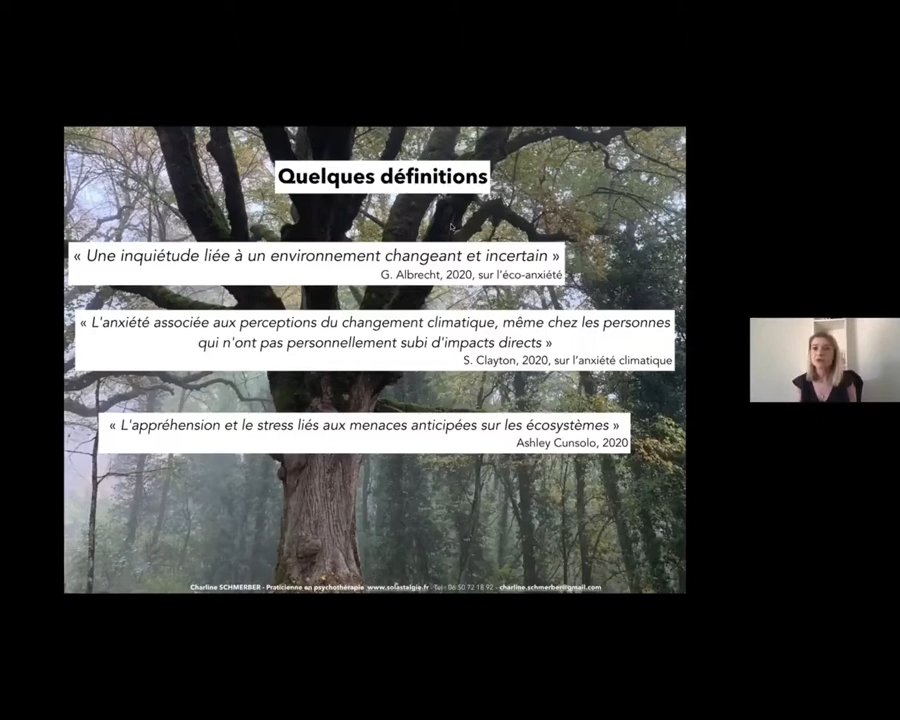 Quelques définitions
« Une inquiétude liée à un environnement changeant et incertain »
G. Albrecht, 2020, sur l'éco-anxiété
« L'anxiété associée aux perceptions du changement climatique, même chez les personnes
qui n'ont pas personnellement subi d'impacts directs »
S. Clayton, 2020, sur l'anxiété climatique
« L'appréhension et le stress liés aux menaces anticipées sur les écosystèmes »
Ashley Cunsolo, 2020
Charline SCHMERBER - Praticienne en psychothérapie www.solastalgie.fr - Tel : 06 50 72 18 92 - charline.schmerber@gmail.com